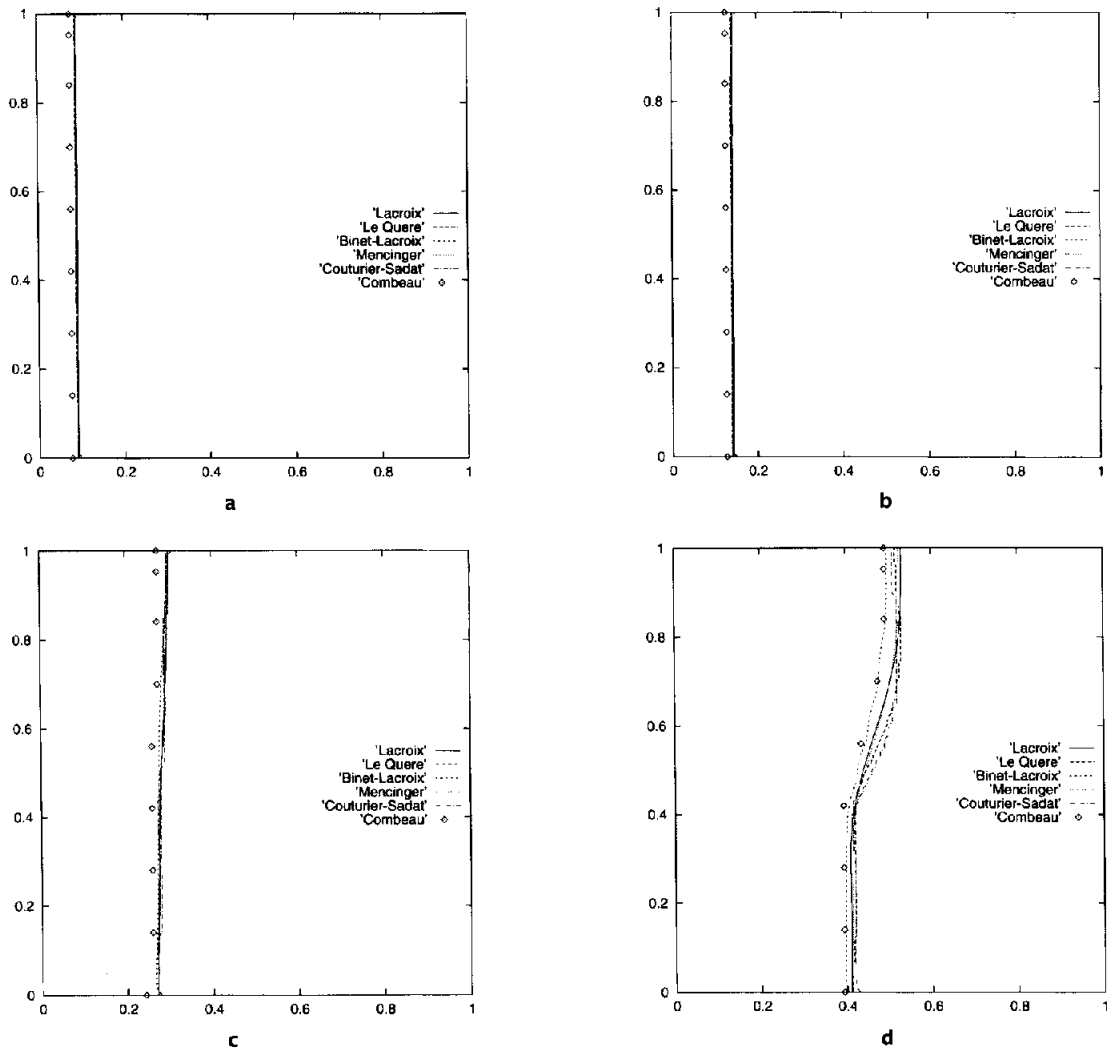 1
0.8
0.6
0.4
0.2
0
0
0.2
0.4
0.6
0.8
1
'Lacroix'
'Le Quere'
'Binet-Lacroix'
'Mencinger'
'Couturier-Sadat'
'Combeau'
a
1
0.8
0.6
0.4
0.2
0
0
0.2
0.4
0.6
0.8
1
'Lacroix'
'Le Quere'
'Binet-Lacroix'
'Mencinger'
'Couturier-Sadat'
'Combeau'
b
1
0.8
0.6
0.4
0.2
0
0
0.2
0.4
0.6
0.8
1
'Lacroix'
'Le Quere'
'Binet-Lacroix'
'Mencinger'
'Couturier-Sadat'
'Combeau'
c
1
0.8
0.6
0.4
0.2
0
0
0.2
0.4
0.6
0.8
1
'Lacroix'
'Le Quere'
'Binet-Lacroix'
'Mencinger'
'Couturier-Sadat'
'Combeau'
d